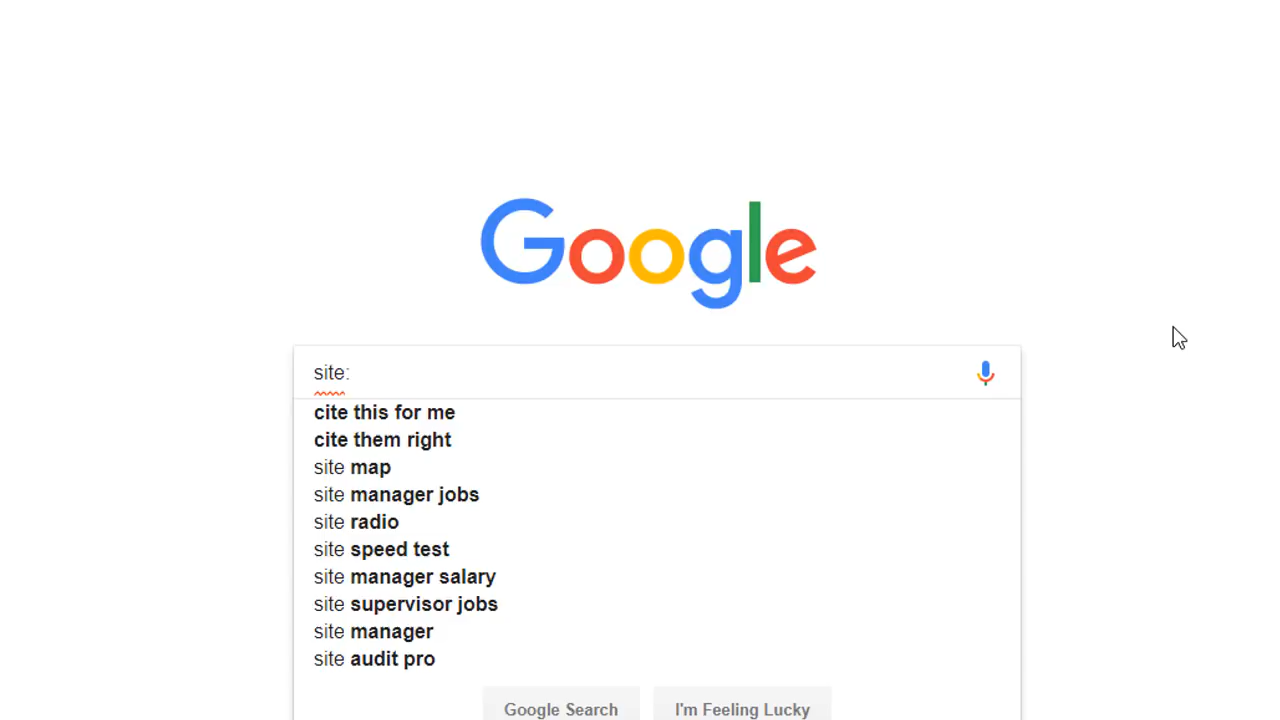 Google
site:
cite this for me
cite them right
site map
site manager jobs
site radio
site speed test
site manager salary
site supervisor jobs
site manager
site audit pro
Google Search
I'm Feeling Lucky